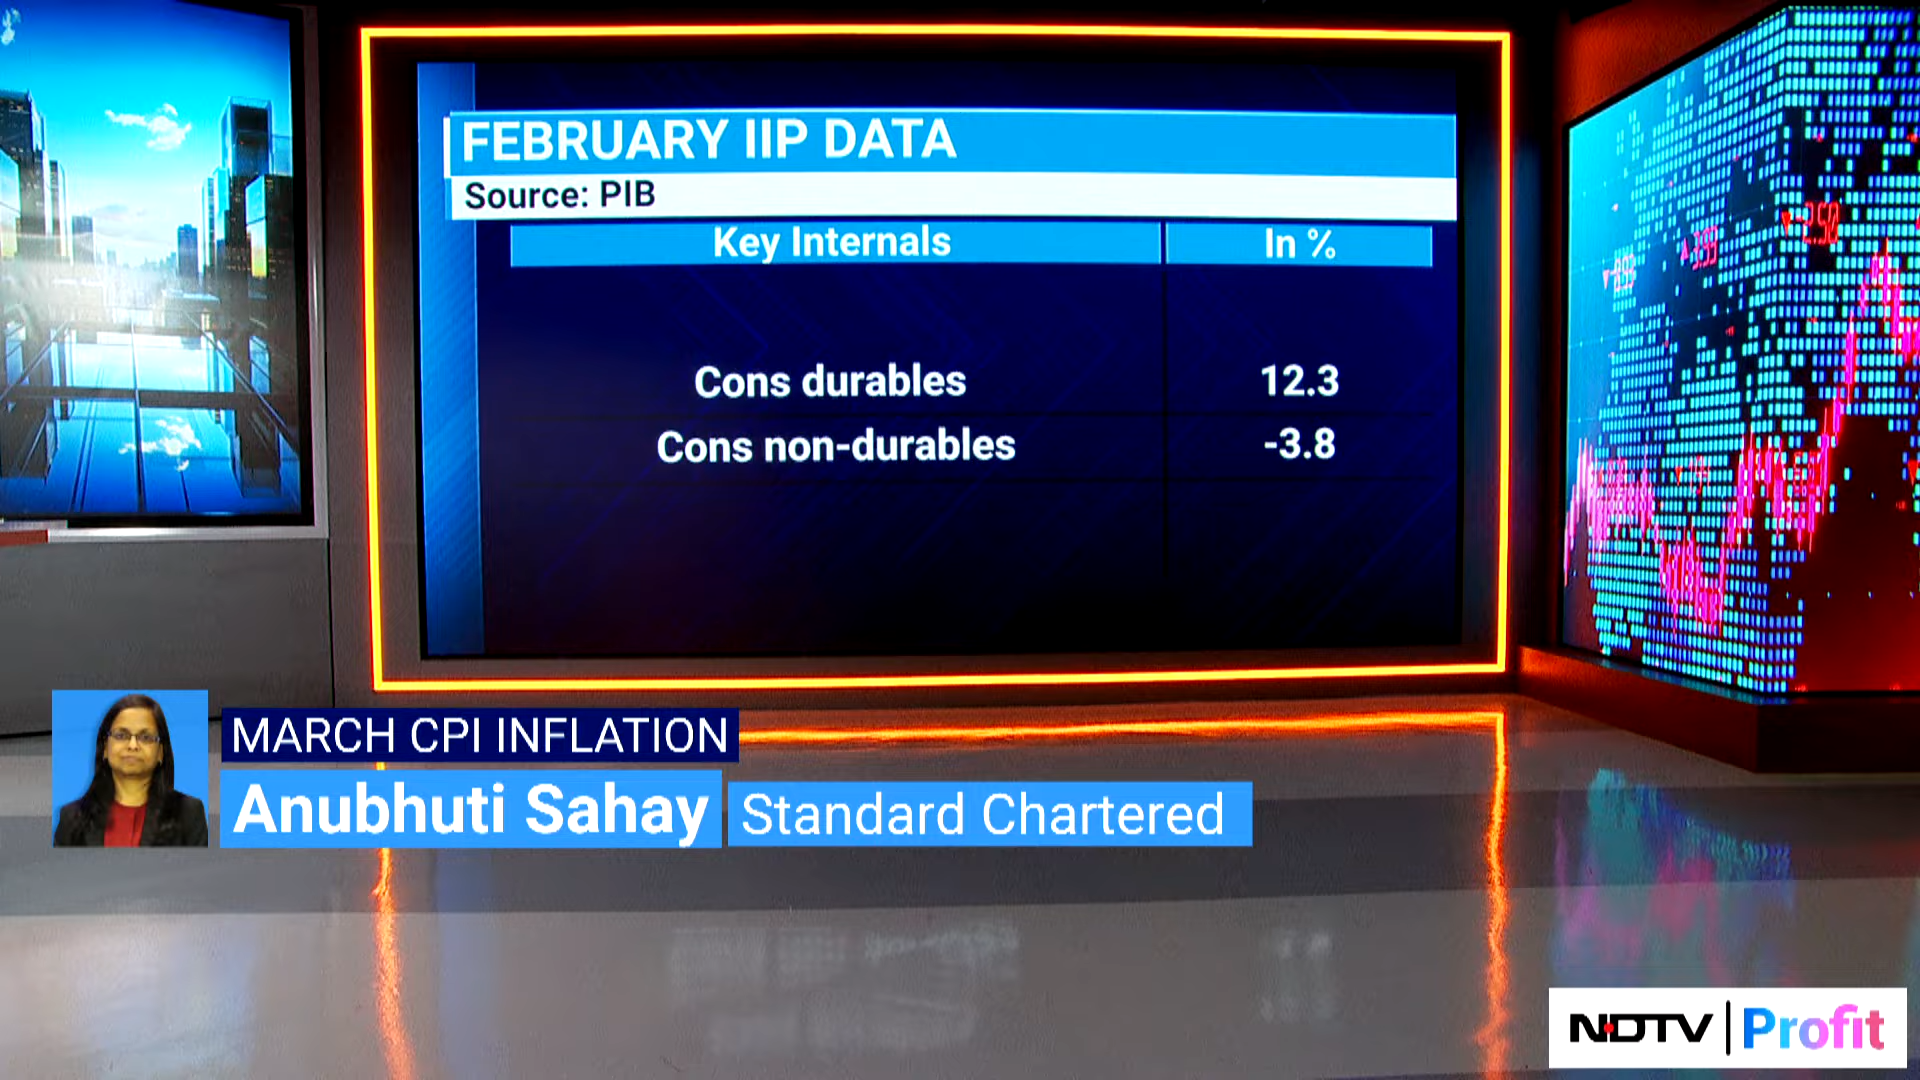 FEBRUARY IIP DATA
Source: PIB
Key Internals In %
Cons durables 12.3
Cons non-durables -3.8
MARCH CPI INFLATION
Anubhuti Sahay Standard Chartered
NDTV Profit